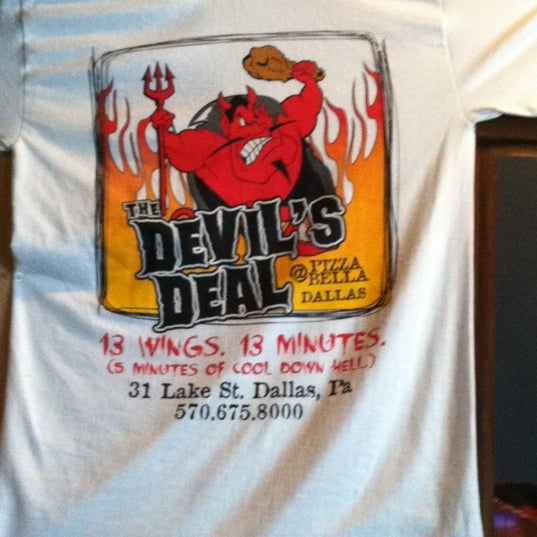 THE
DEVIL'S
DEAL
@ PIZZA
BELLA
DALLAS
13 WINGS. 13 MINUTES.
(5 MINUTES OF COOL DOWN HELL)
31 Lake St. Dallas, Pa
570.675.8000